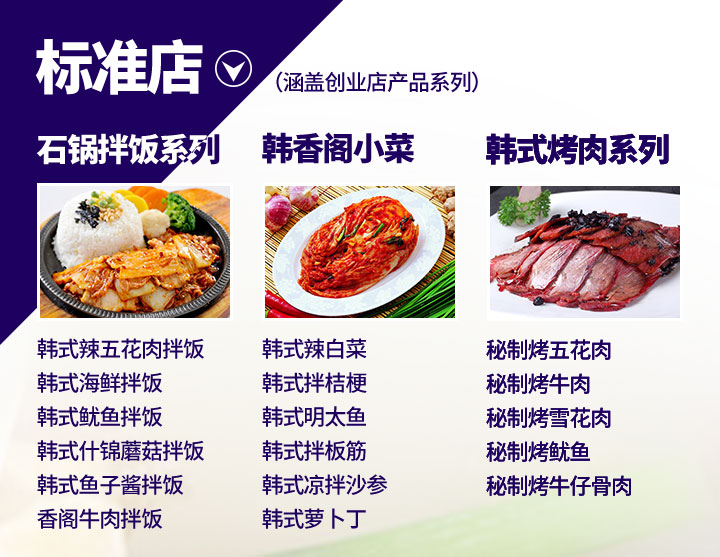 标准店
（涵盖创业店产品系列）
石锅拌饭系列
韩式辣五花肉拌饭
韩式海鲜拌饭
韩式鱿鱼拌饭
韩式什锦蘑菇拌饭
韩式鱼子酱拌饭
香阁牛肉拌饭
韩香阁小菜
韩式辣白菜
韩式拌桔梗
韩式明太鱼
韩式拌板筋
韩式凉拌沙参
韩式萝卜丁
韩式烤肉系列
秘制烤五花肉
秘制烤牛肉
秘制烤雪花肉
秘制烤鱿鱼
秘制烤牛仔骨肉